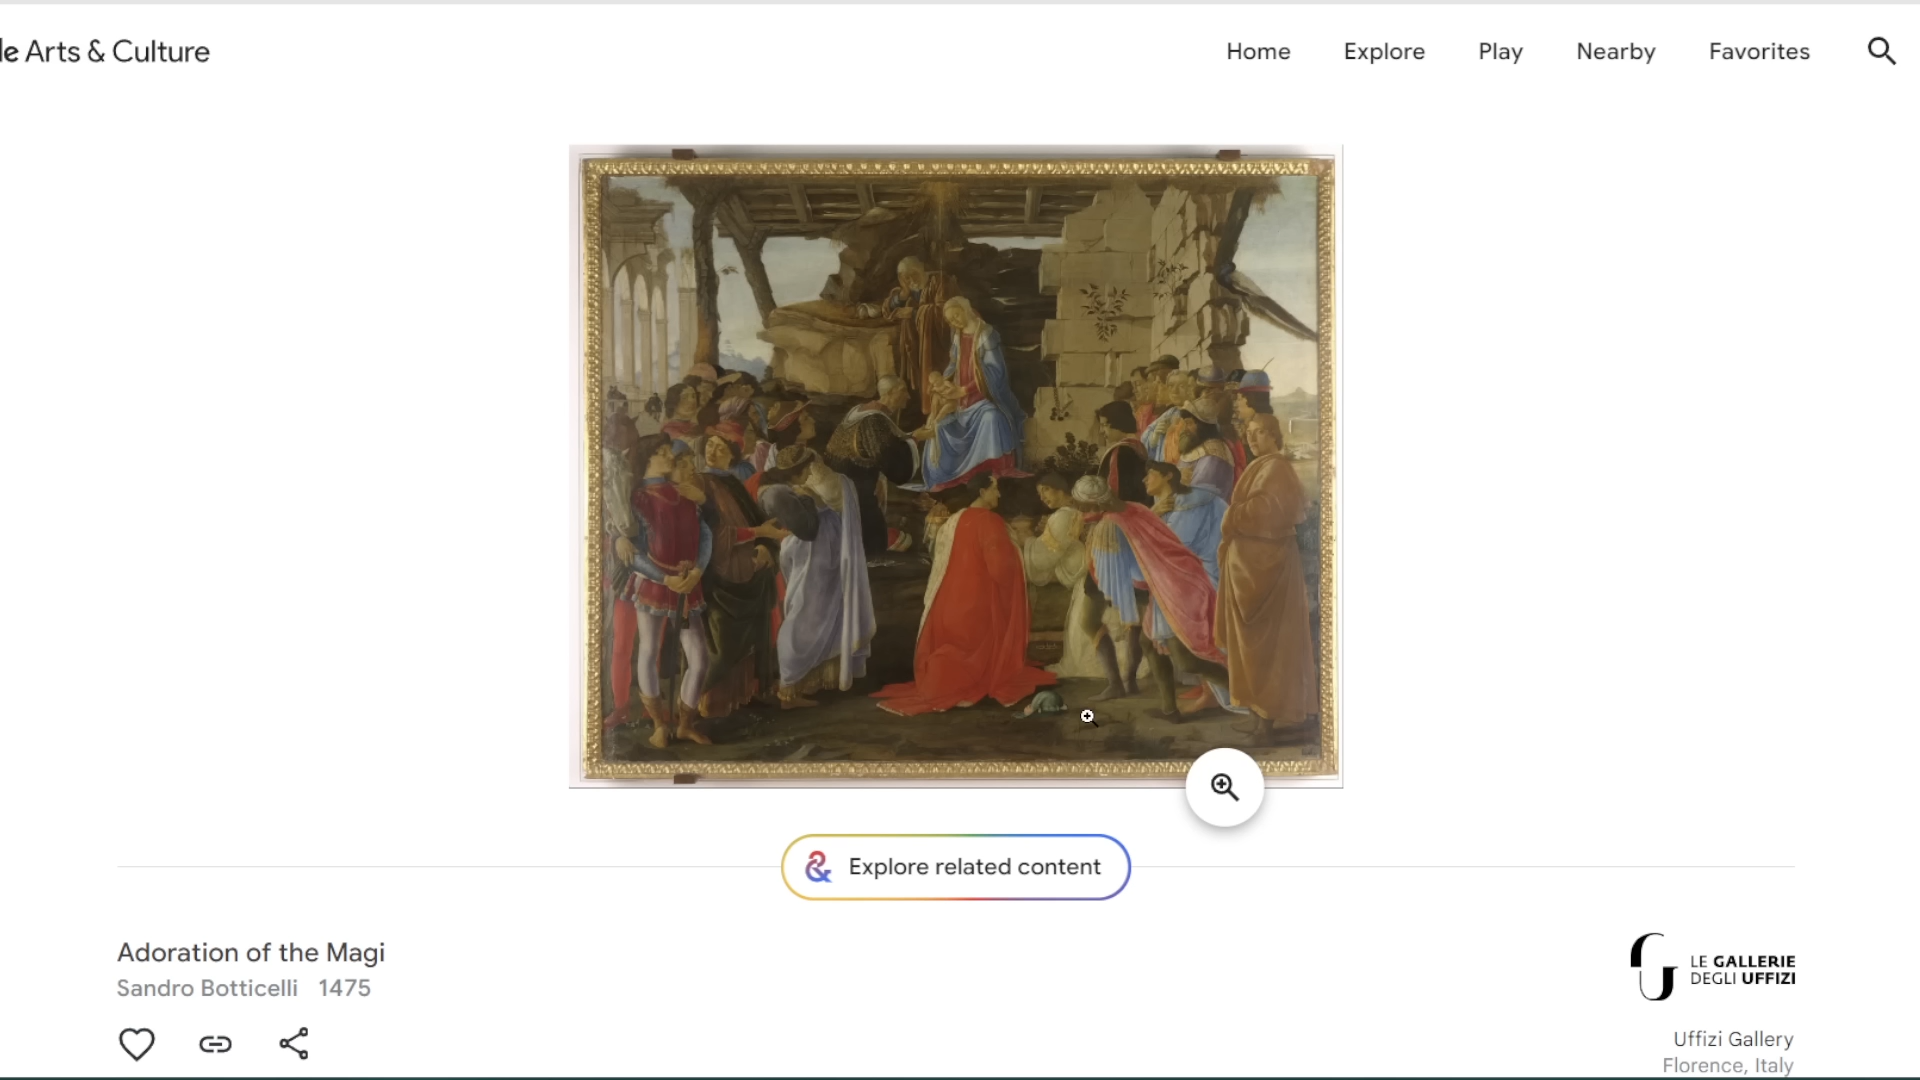 le Arts & Culture
Home Explore Play Nearby Favorites
Explore related content
Adoration of the Magi
Sandro Botticelli 1475
LE GALLERIE
DEGLI UFFIZI
Uffizi Gallery
Florence, Italy